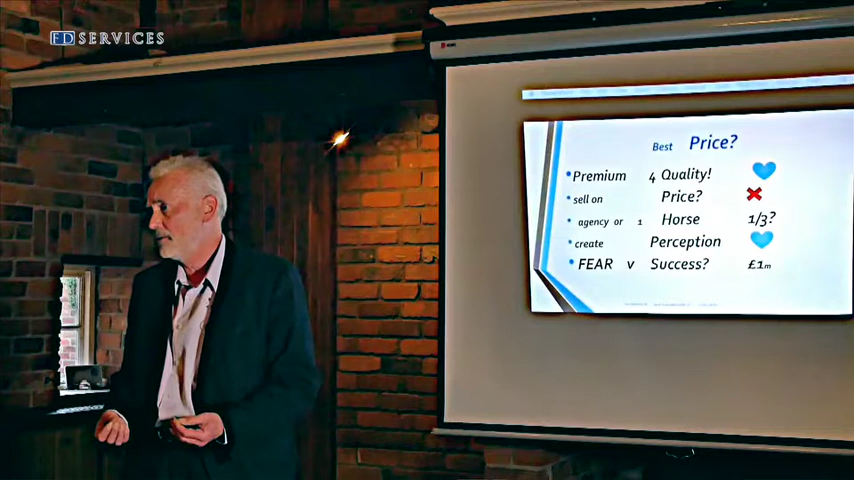 FD SERVICES
Best Price?
•Premium 4 Quality! 
•sell on Price?
• agency or 1 Horse 1/3?
•create Perception
•FEAR v Success? £1m